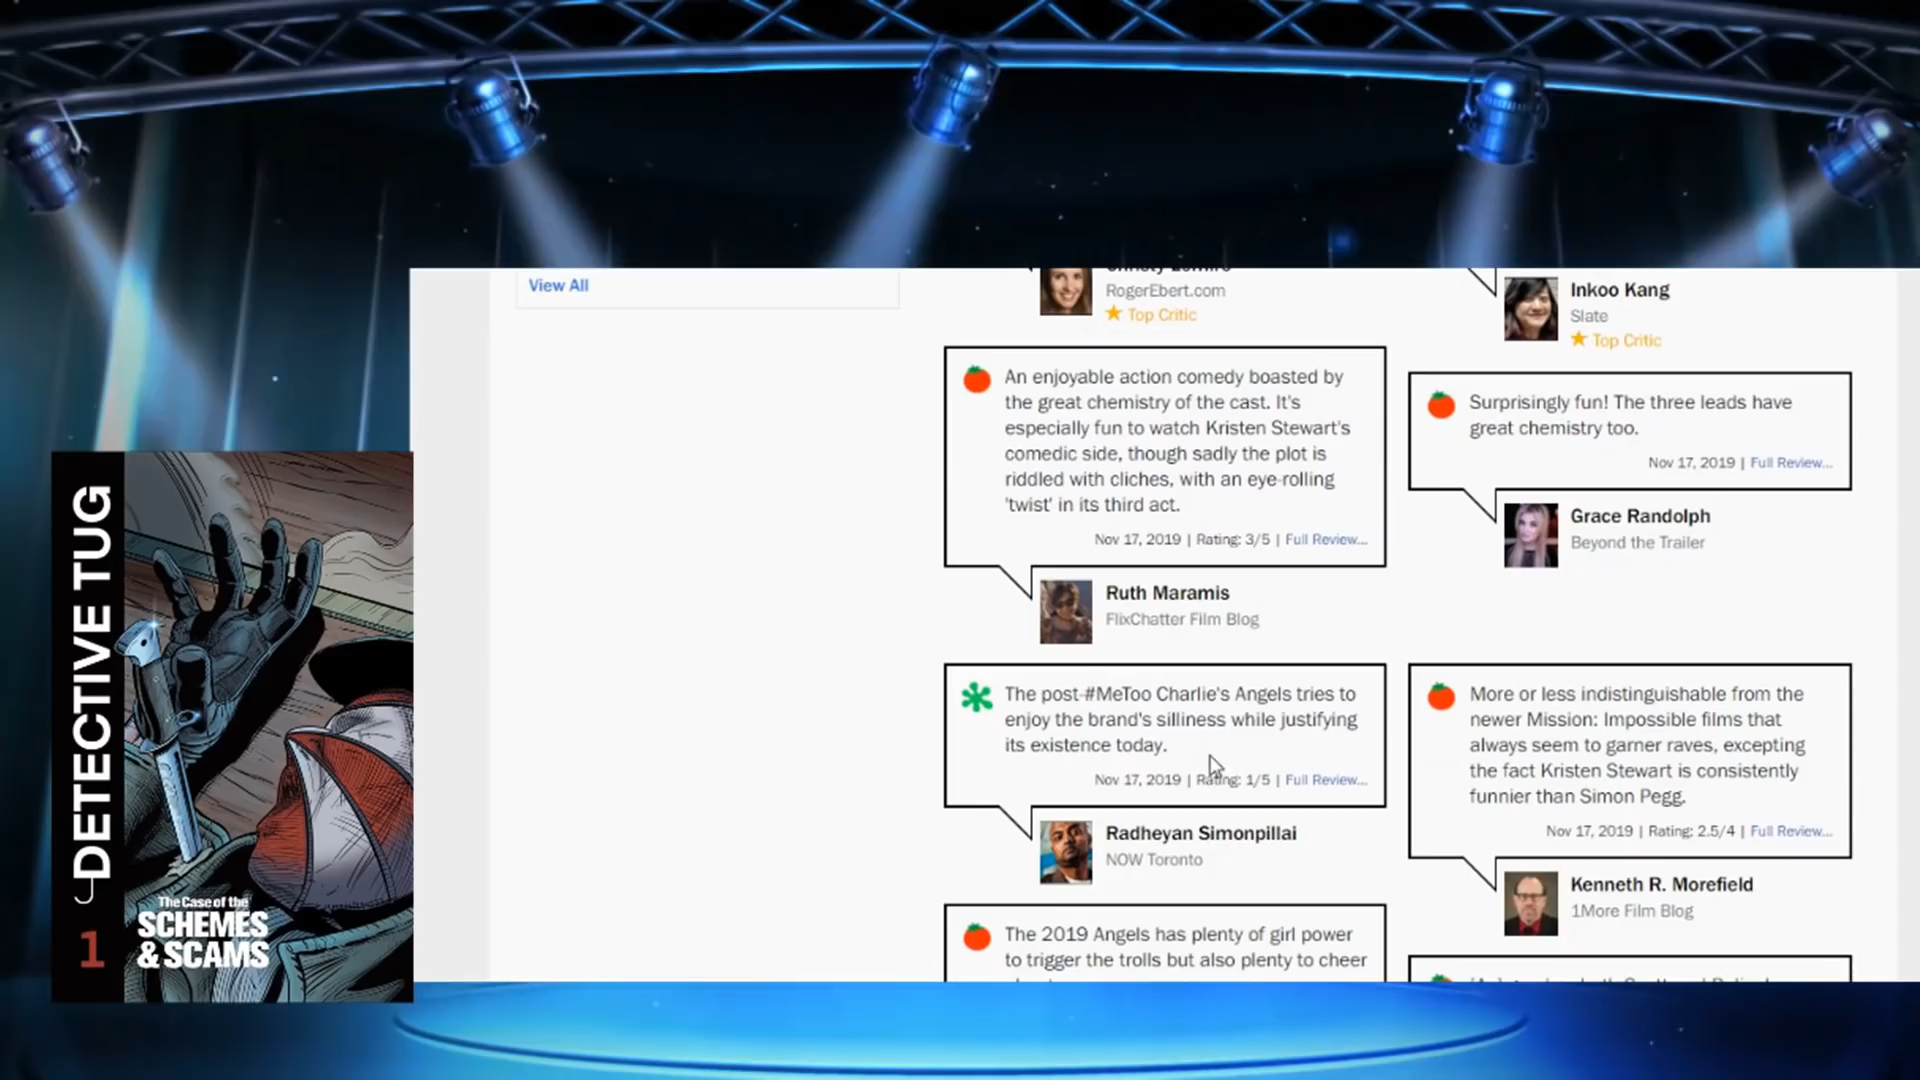 View All
RogerEbert.com
Top Critic
An enjoyable action comedy boasted by
the great chemistry of the cast. It's
especially fun to watch Kristen Stewart's
comedic side, though sadly the plot is
riddled with cliches, with an eye-rolling
'twist' in its third act.
Nov 17, 2019 | Rating: 3/5 | Full Review...
Ruth Maramis
FlixChatter Film Blog
The post-#MeToo Charlie's Angels tries to
enjoy the brand's silliness while justifying
its existence today.
Nov 17, 2019 | Rating: 1/5 | Full Review...
Radheyan Simonpillai
NOW Toronto
The 2019 Angels has plenty of girl power
to trigger the trolls but also plenty to cheer
Inkoo Kang
Slate
Top Critic
Surprisingly fun! The three leads have
great chemistry too.
Nov 17, 2019 | Full Review...
Grace Randolph
Beyond the Trailer
More or less indistinguishable from the
newer Mission: Impossible films that
always seem to garner raves, excepting
the fact Kristen Stewart is consistently
funnier than Simon Pegg.
Nov 17, 2019 | Rating: 2.5/4 | Full Review...
Kenneth R. Morefield
1More Film Blog
DETECTIVE TUG
The Case of the
SCHEMES
& SCAMS
1